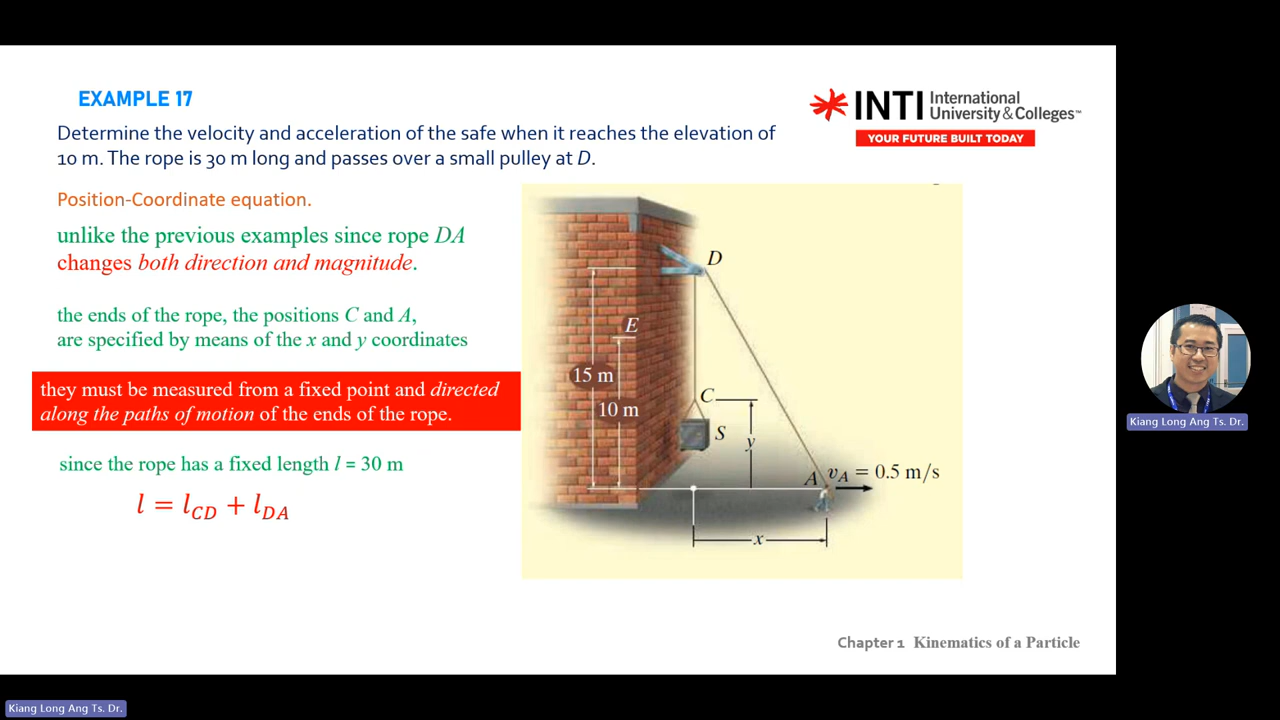 EXAMPLE 17
INTI International
University & Colleges™
YOUR FUTURE BUILT TODAY
Determine the velocity and acceleration of the safe when it reaches the elevation of
10 m. The rope is 30 m long and passes over a small pulley at D.
Position-Coordinate equation.
unlike the previous examples since rope DA
changes both direction and magnitude.
the ends of the rope, the positions C and A,
are specified by means of the x and y coordinates
they must be measured from a fixed point and directed
along the paths of motion of the ends of the rope.
since the rope has a fixed length l = 30 m
l = l_CD + l_DA
D
E
15 m
10 m
C
S
y
A v_A = 0.5 m/s
x
Chapter 1 Kinematics of a Particle
Kiang Long Ang Ts. Dr.
Kiang Long Ang Ts. Dr.